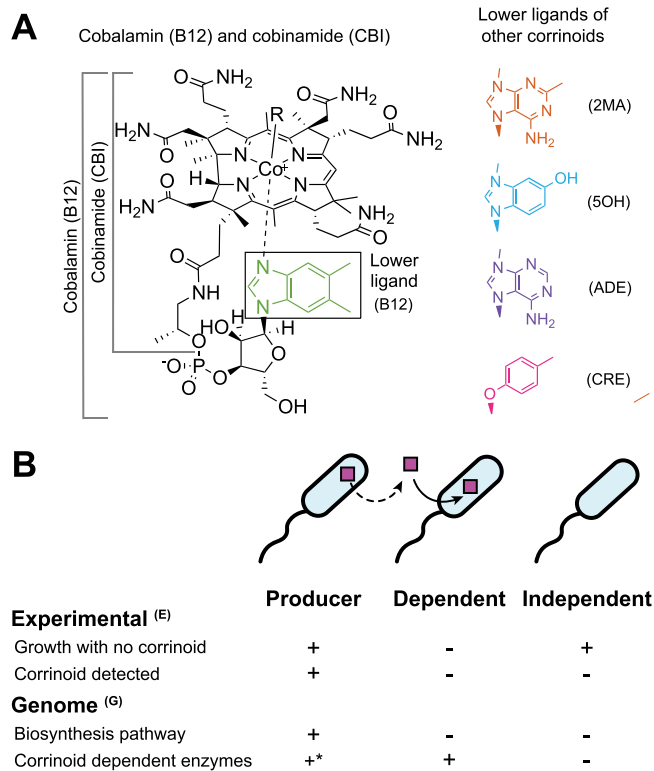 A
Cobalamin (B12) and cobinamide (CBI)
Lower ligands of
other corrinoids
Cobalamin (B12)
Cobinamide (CBI)
O
NH2
R
O
NH2
O
NH2
H2N
O
N
N
Co+
N
N
H
H2N
O
NH2
O
O
NH
N
N
Lower
ligand
(B12)
H
HO
H
O
O
-O
P
O
O
OH
N
N
N
N
NH2
(2MA)
N
N
OH
(5OH)
N
N
N
N
NH2
(ADE)
O
(CRE)
B
Producer
Dependent
Independent
Experimental (E)
Growth with no corrinoid + - +
Corrinoid detected + - -
Genome (G)
Biosynthesis pathway + - -
Corrinoid dependent enzymes +* + -